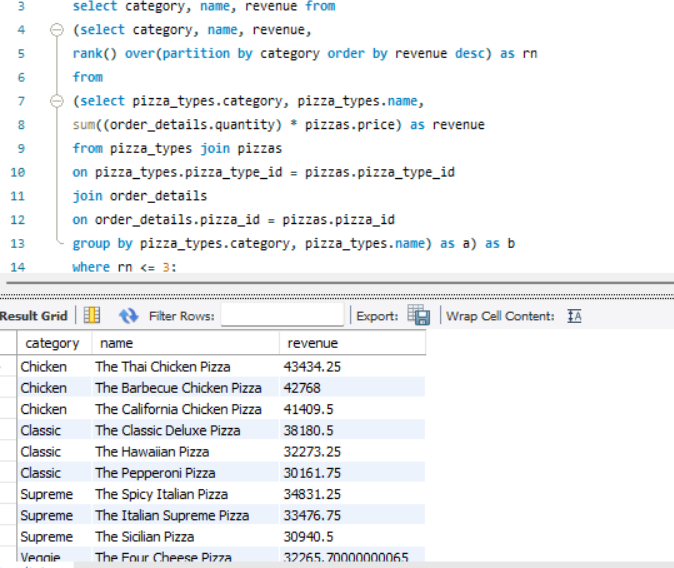 3 select category, name, revenue from
4 (select category, name, revenue,
5 rank() over(partition by category order by revenue desc) as rn
6 from
7 (select pizza_types.category, pizza_types.name,
8 sum((order_details.quantity) * pizzas.price) as revenue
9 from pizza_types join pizzas
10 on pizza_types.pizza_type_id = pizzas.pizza_type_id
11 join order_details
12 on order_details.pizza_id = pizzas.pizza_id
13 group by pizza_types.category, pizza_types.name) as a) as b
14 where rn <= 3;
Result Grid Filter Rows: Export: Wrap Cell Content:
category name revenue
Chicken The Thai Chicken Pizza 43434.25
Chicken The Barbecue Chicken Pizza 42768
Chicken The California Chicken Pizza 41409.5
Classic The Classic Deluxe Pizza 38180.5
Classic The Hawaiian Pizza 32273.25
Classic The Pepperoni Pizza 30161.75
Supreme The Spicy Italian Pizza 34831.25
Supreme The Italian Supreme Pizza 33476.75
Supreme The Sicilian Pizza 30940.5
Veggie The Four Cheese Pizza 32265.70000000065